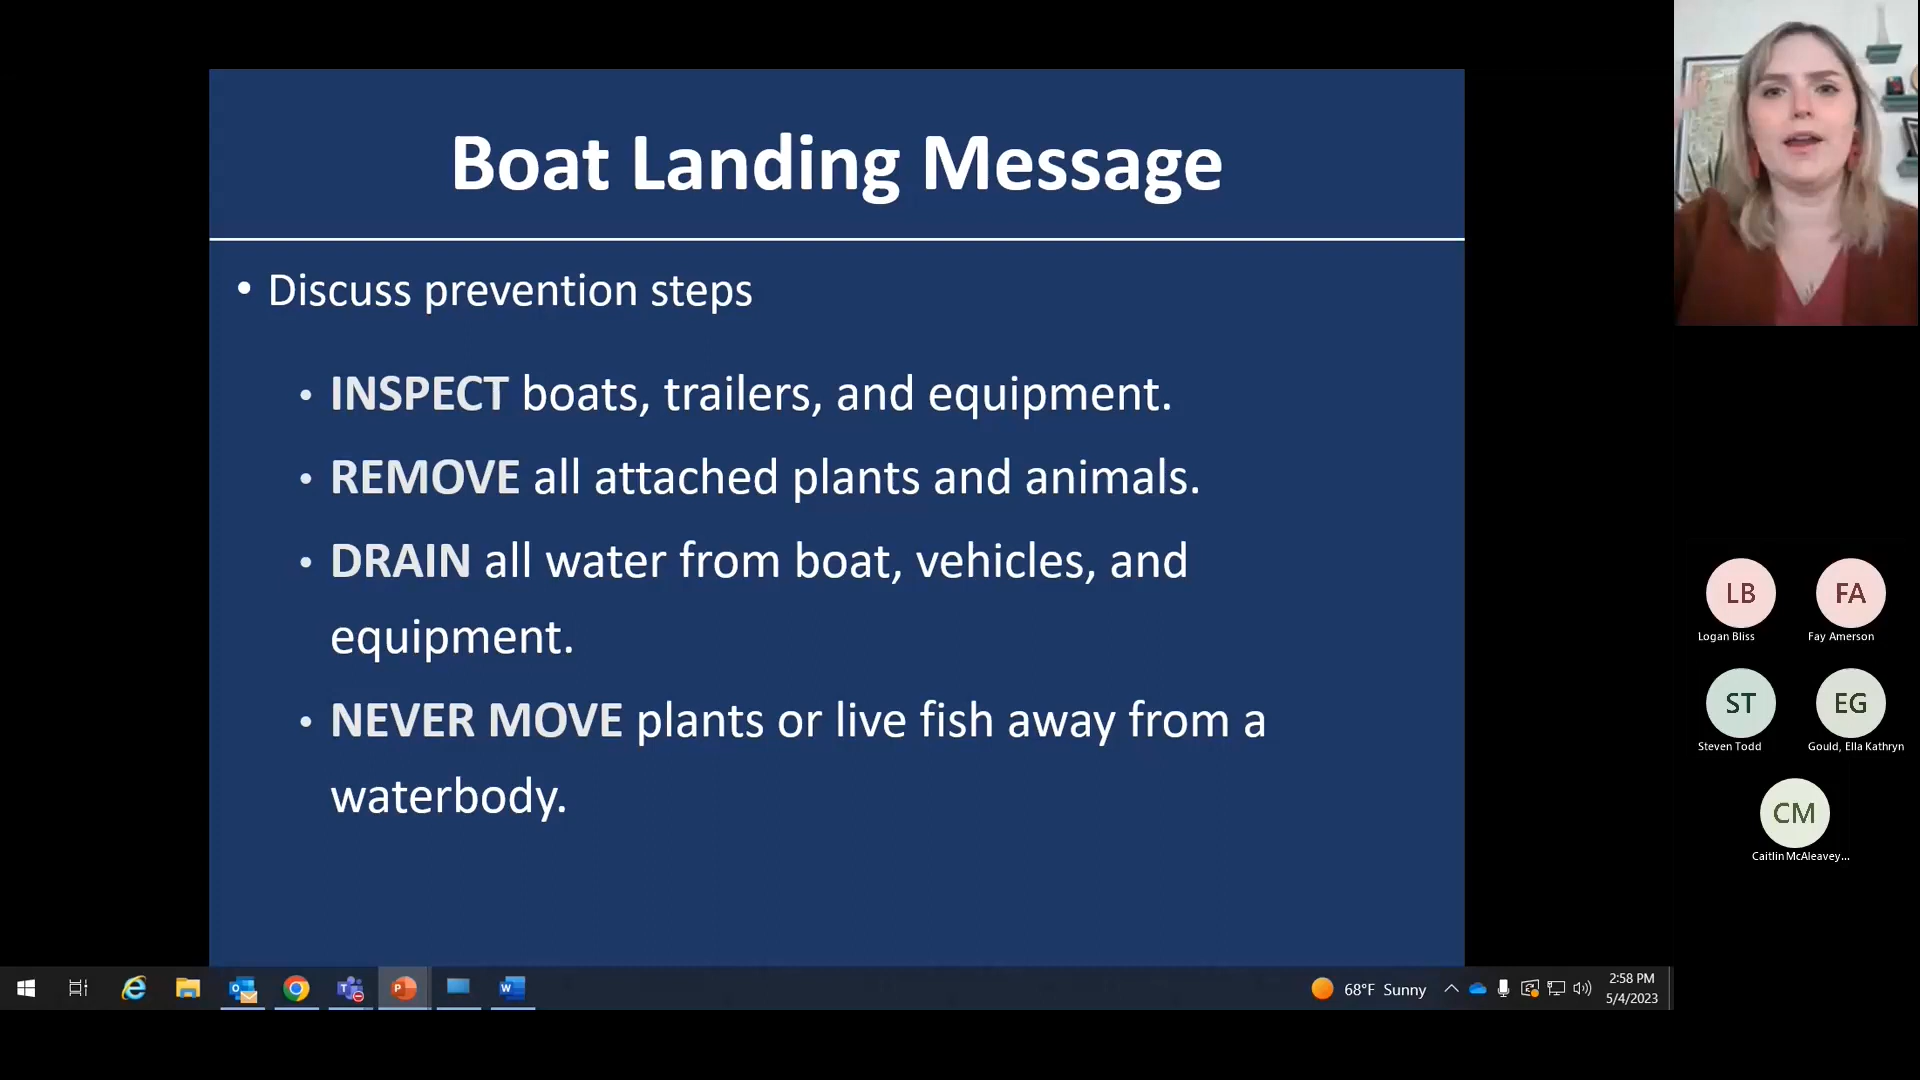 Boat Landing Message
• Discuss prevention steps
• INSPECT boats, trailers, and equipment.
• REMOVE all attached plants and animals.
• DRAIN all water from boat, vehicles, and
equipment.
• NEVER MOVE plants or live fish away from a
waterbody.
LB
FA
Logan Bliss
Fay Amerson
ST
EG
Steven Todd
Gould, Ella Kathryn
CM
Caitlin McAleavey...
68°F Sunny
2:58 PM
5/4/2023